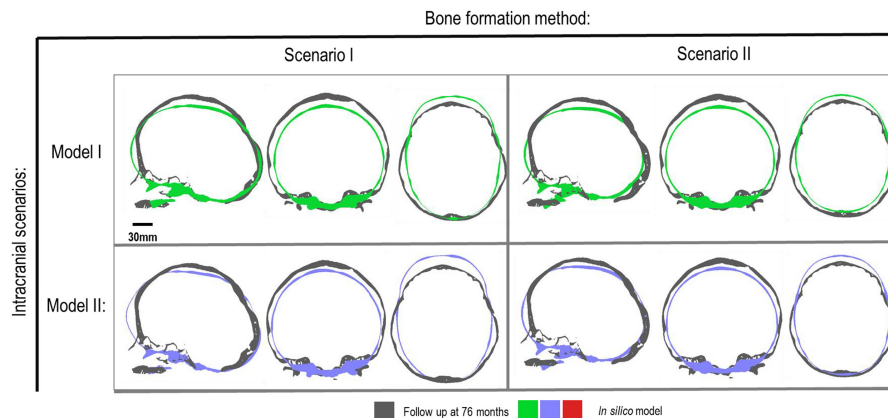 Bone formation method:
Scenario I
Scenario II
Intracranial scenarios:
Model I
30mm
Model II:
Follow up at 76 months
In silico model